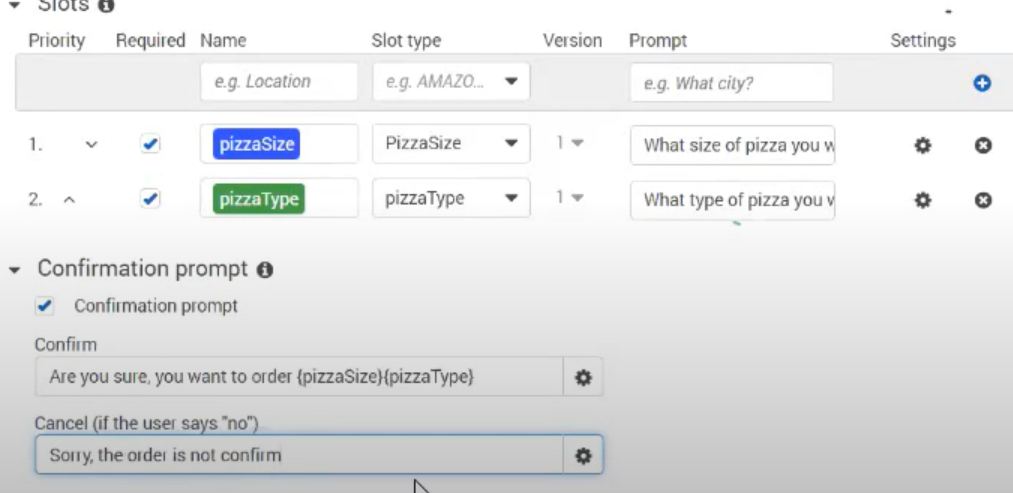 Slots
Priority Required Name Slot type Version Prompt Settings
e.g. Location e.g. AMAZO... e.g. What city?
1. pizzaSize PizzaSize 1 What size of pizza you w
2. pizzaType pizzaType 1 What type of pizza you v
Confirmation prompt
Confirmation prompt
Confirm
Are you sure, you want to order {pizzaSize}{pizzaType}
Cancel (if the user says "no")
Sorry, the order is not confirm